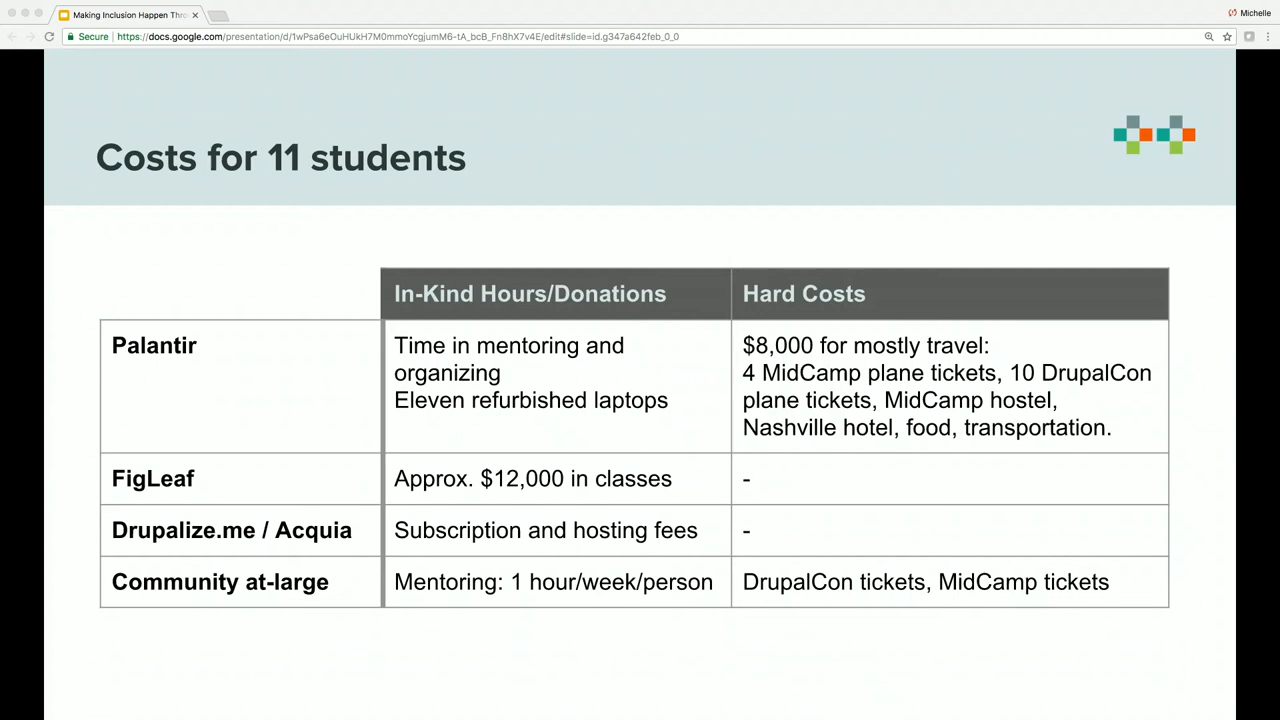 Making Inclusion Happen Thro
Michelle
Secure
https://docs.google.com/presentation/d/1wPsa6eOuHUkH7M0mmoYcgjumM6-tA_bcB_Fn8hX7v4E/edit#slide=id.g347a642feb_0_0
Costs for 11 students
In-Kind Hours/Donations
Hard Costs
Palantir
Time in mentoring and
organizing
Eleven refurbished laptops
$8,000 for mostly travel:
4 MidCamp plane tickets, 10 DrupalCon
plane tickets, MidCamp hostel,
Nashville hotel, food, transportation.
FigLeaf
Approx. $12,000 in classes
-
Drupalize.me / Acquia
Subscription and hosting fees
-
Community at-large
Mentoring: 1 hour/week/person
DrupalCon tickets, MidCamp tickets